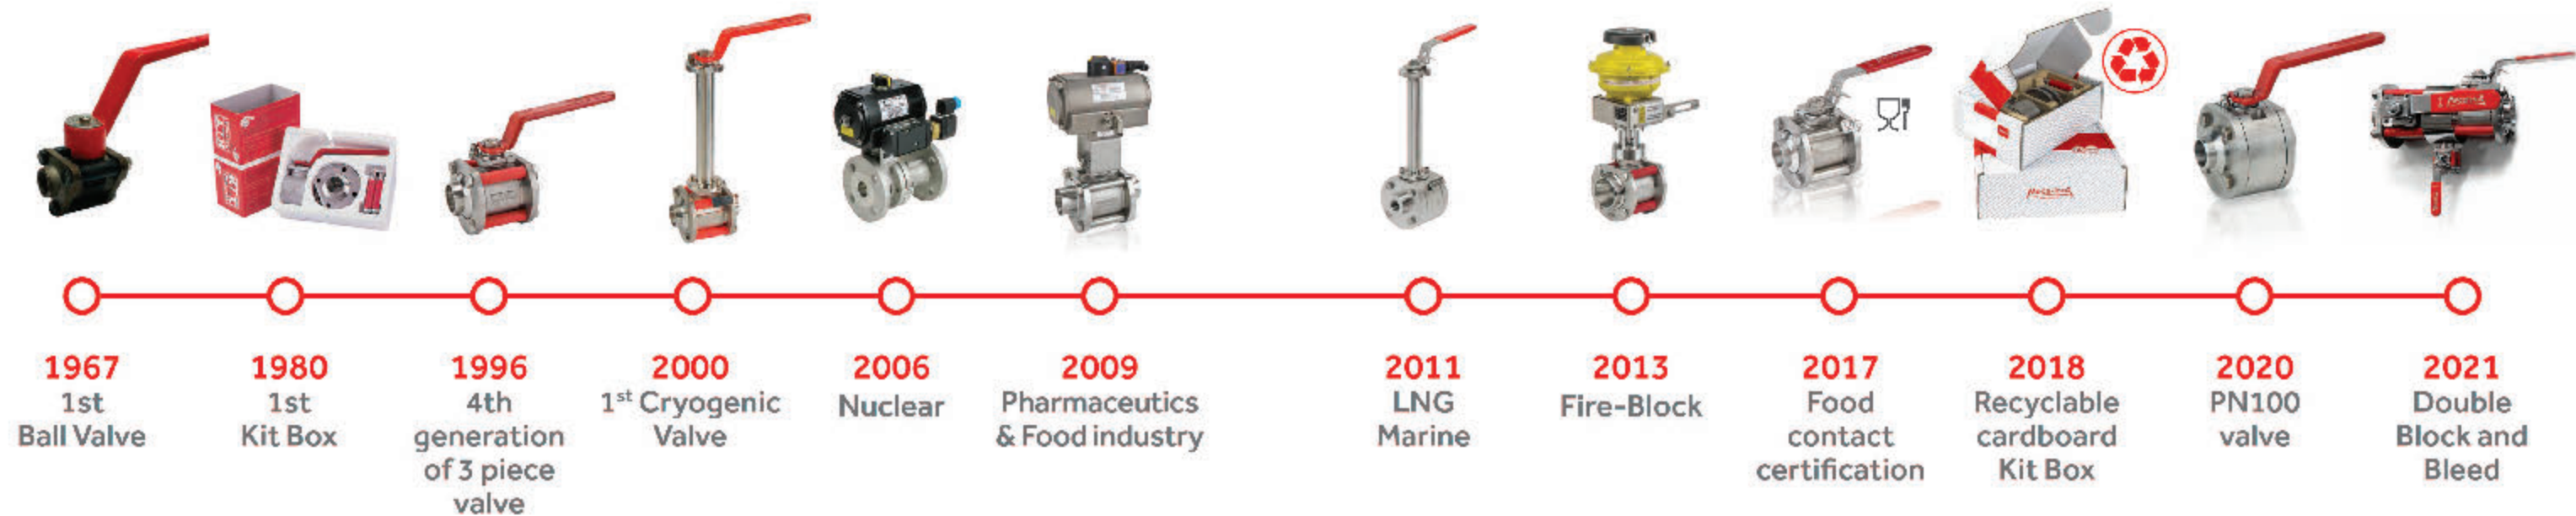 1967
1st
Ball Valve
1980
1st
Kit Box
1996
4th
generation
of 3 piece
valve
2000
1st Cryogenic
Valve
2006
Nuclear
2009
Pharmaceutics
& Food industry
2011
LNG
Marine
2013
Fire-Block
2017
Food
contact
certification
2018
Recyclable
cardboard
Kit Box
2020
PN100
valve
2021
Double
Block and
Bleed